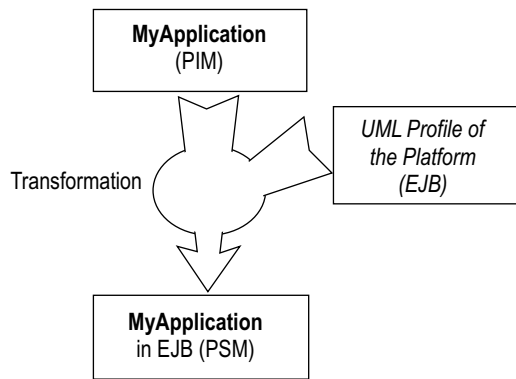 MyApplication
(PIM)
UML Profile of
the Platform
(EJB)
Transformation
MyApplication
in EJB (PSM)